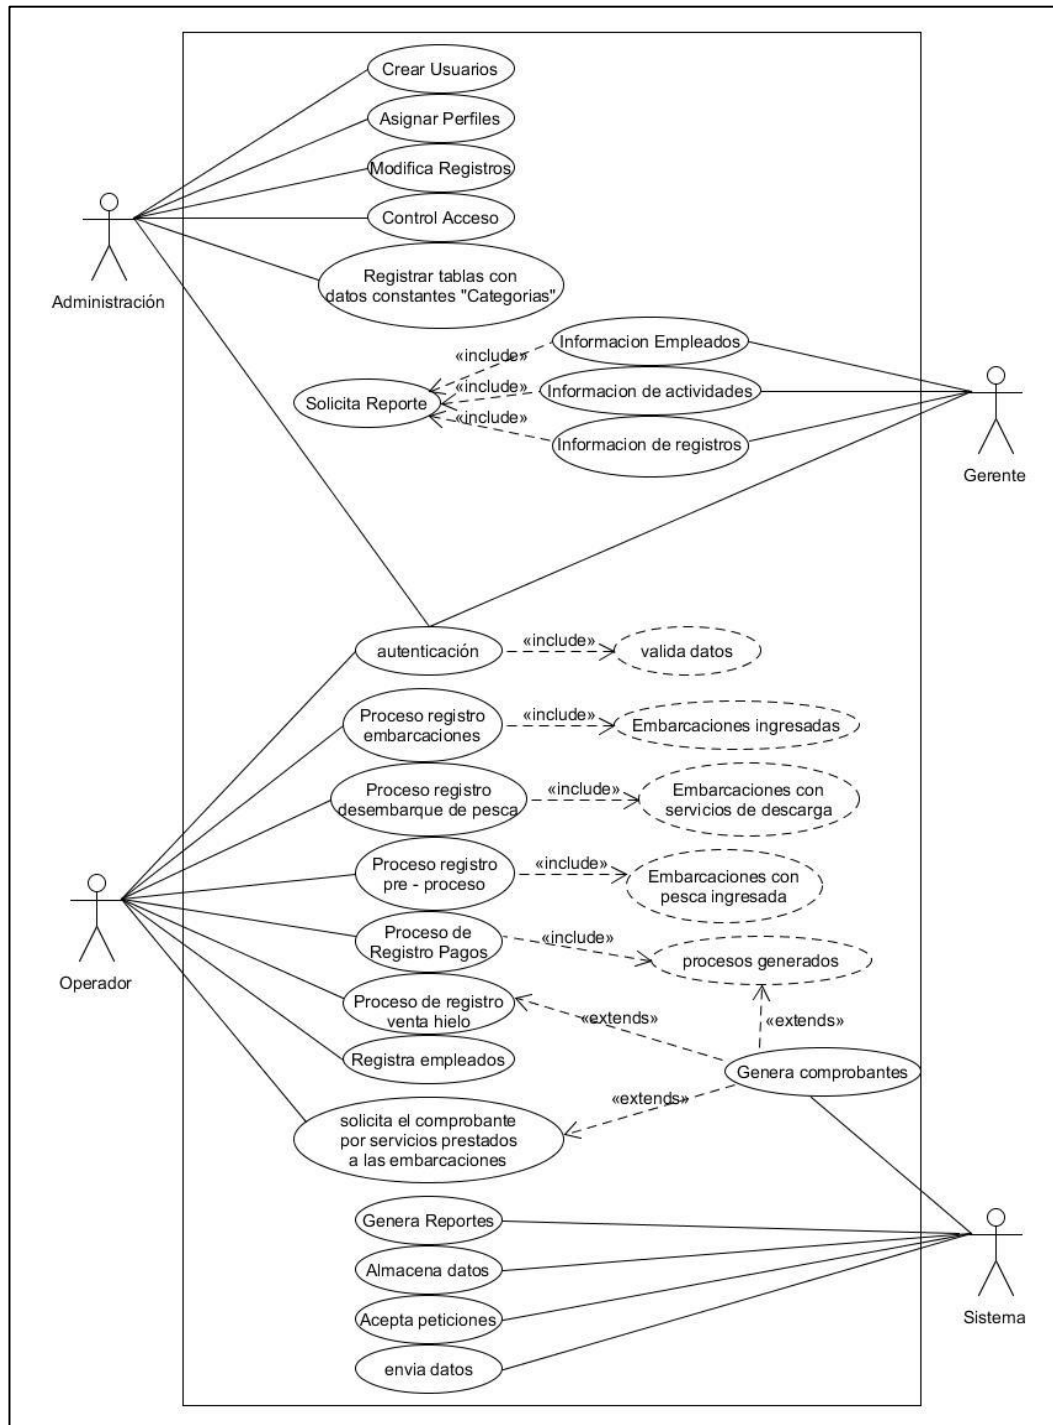 Crear Usuarios
Asignar Perfiles
Modifica Registros
Control Acceso
Registrar tablas con
datos constantes "Categorias"
Administración
Informacion Empleados
«include»
Informacion de actividades
«include»
Solicita Reporte
«include»
Informacion de registros
Gerente
autenticación
«include»
valida datos
Proceso registro
embarcaciones
«include»
Embarcaciones ingresadas
Proceso registro
desembarque de pesca
«include»
Embarcaciones con
servicios de descarga
Proceso registro
pre - proceso
«include»
Embarcaciones con
pesca ingresada
Operador
Proceso de
Registro Pagos
«include»
procesos generados
Proceso de registro
venta hielo
«extends»
«extends»
Registra empleados
Genera comprobantes
«extends»
solicita el comprobante
por servicios prestados
a las embarcaciones
Genera Reportes
Almacena datos
Acepta peticiones
envia datos
Sistema